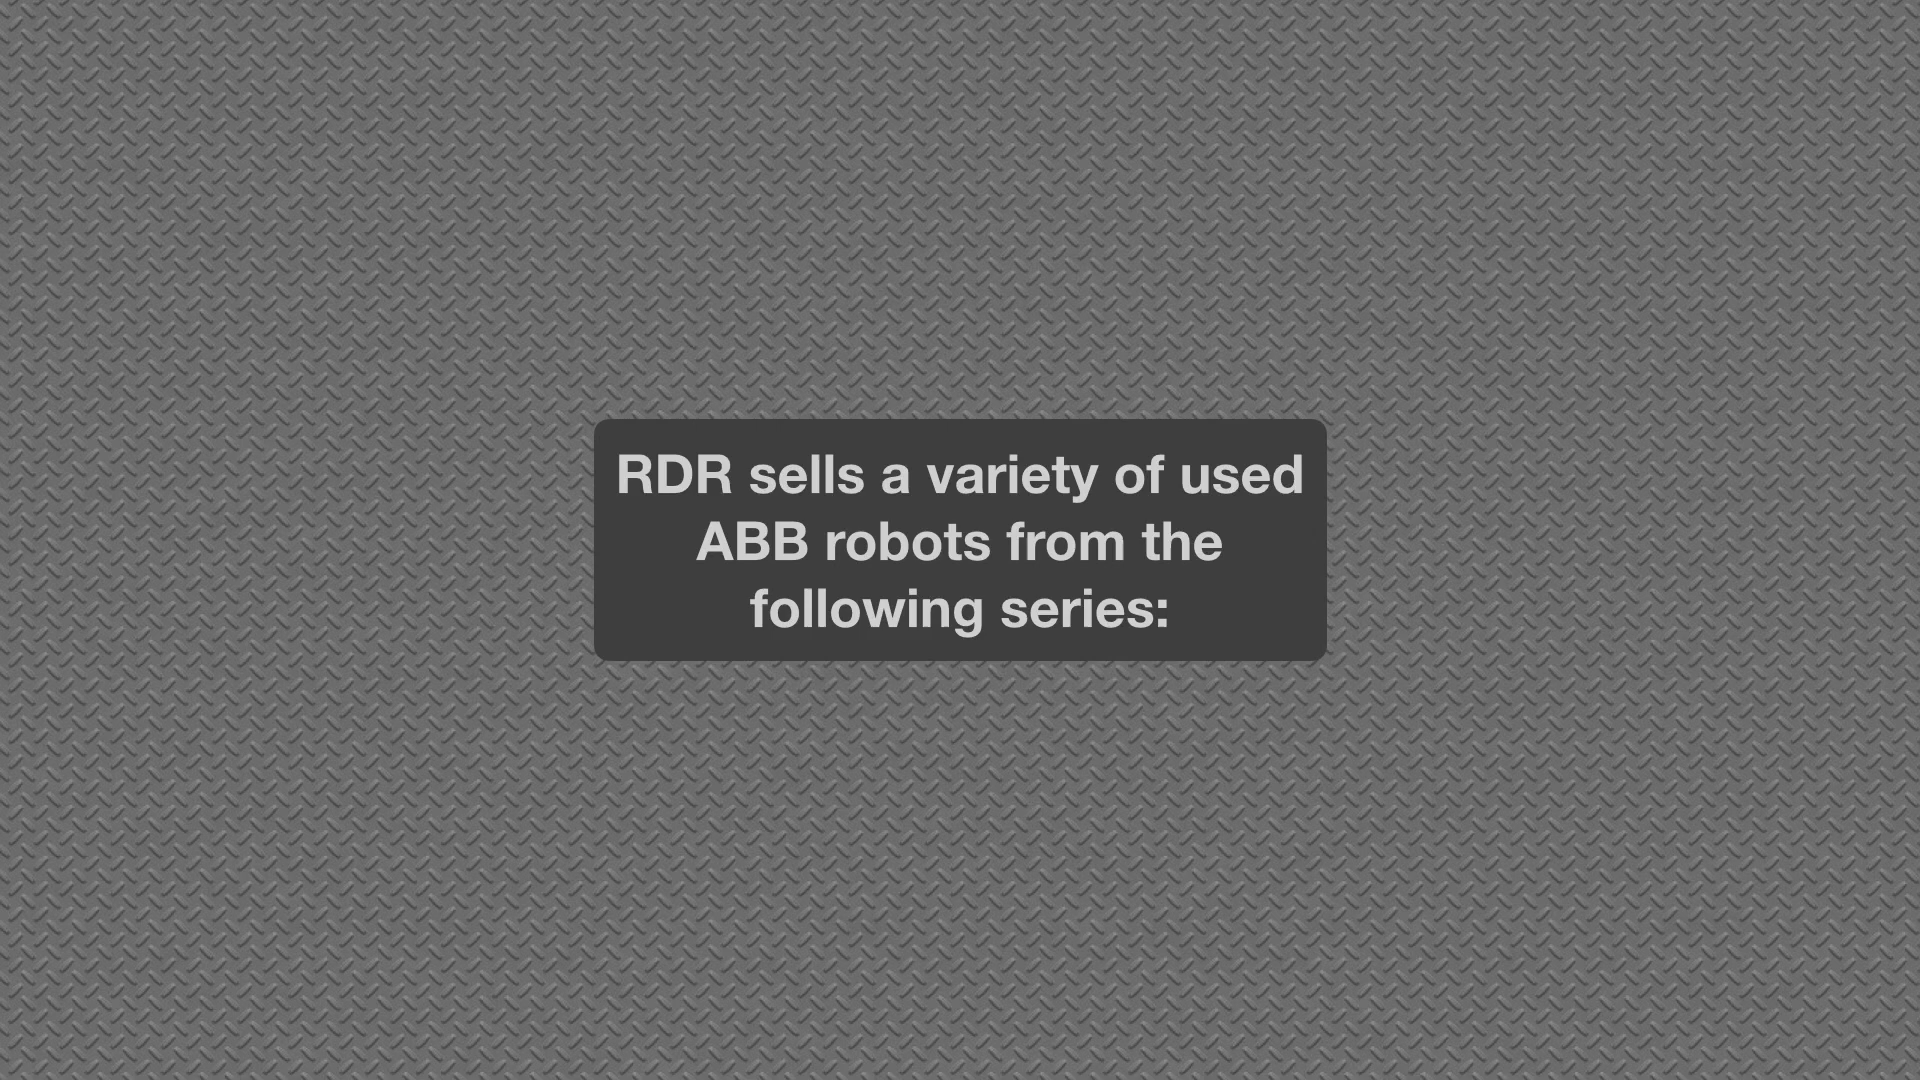 RDR sells a variety of used
ABB robots from the
following series: